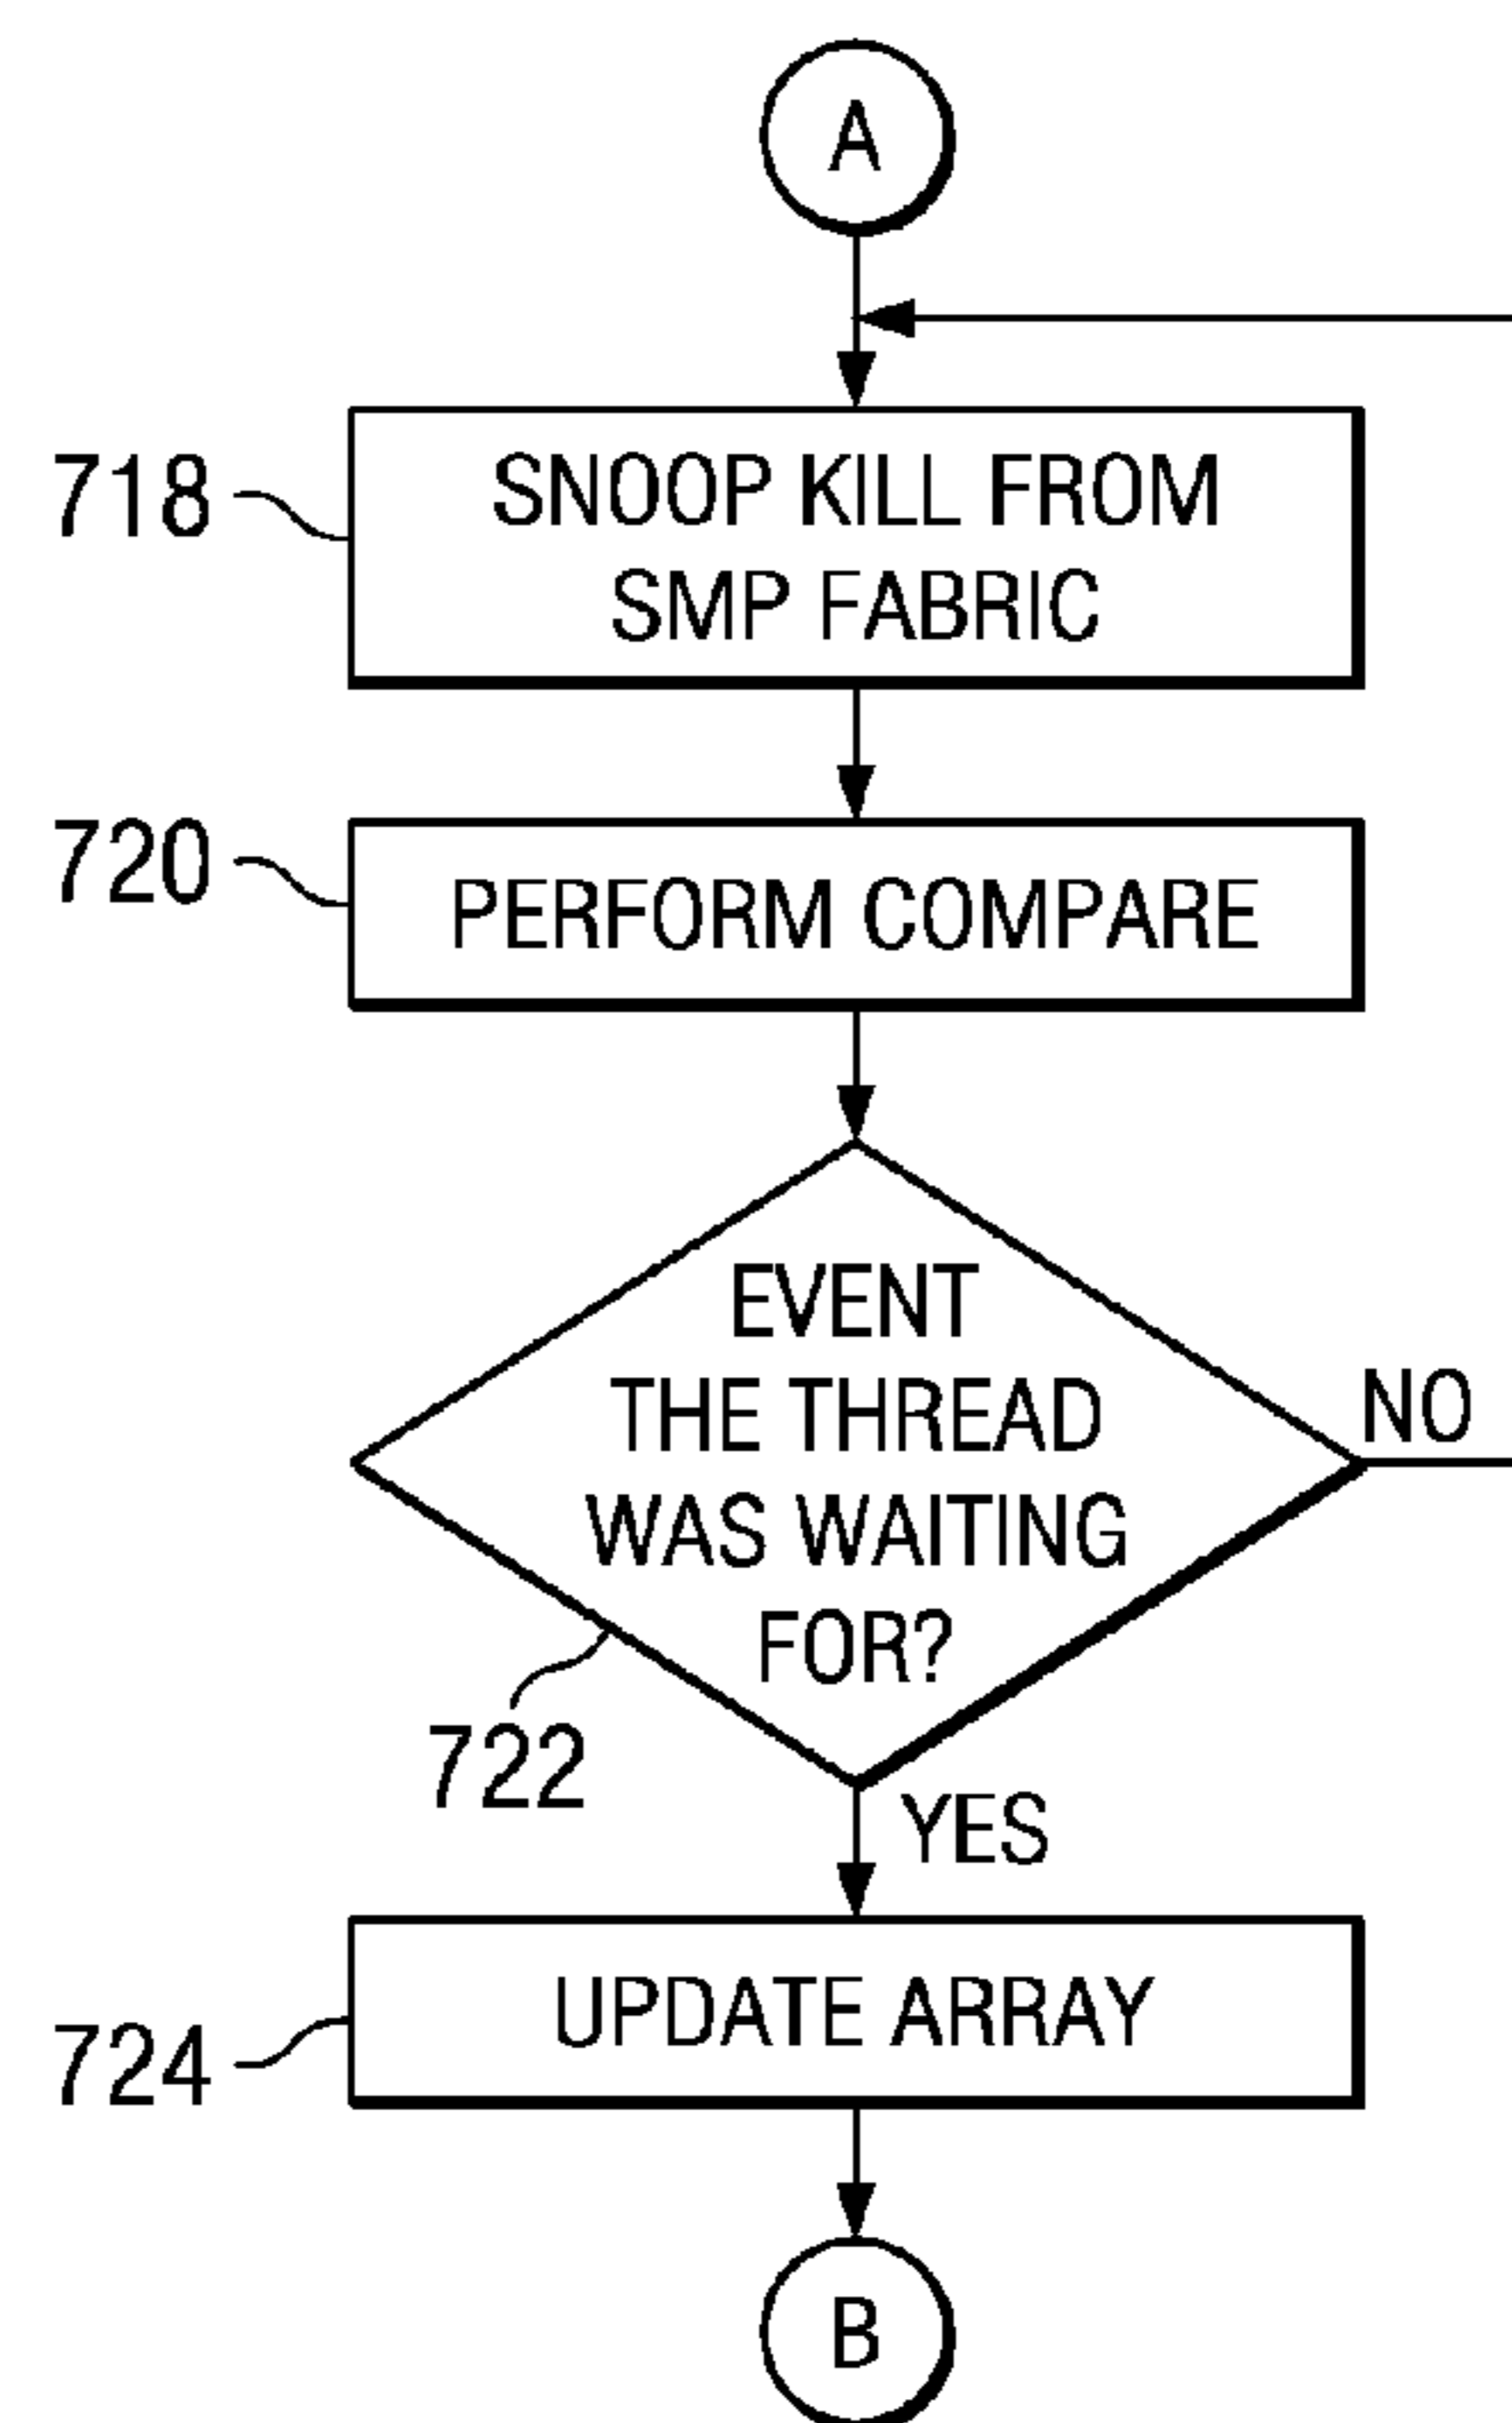 A
718
SNOOP KILL FROM
SMP FABRIC
720
PERFORM COMPARE
EVENT
THE THREAD
WAS WAITING
FOR?
NO
722
YES
724
UPDATE ARRAY
B